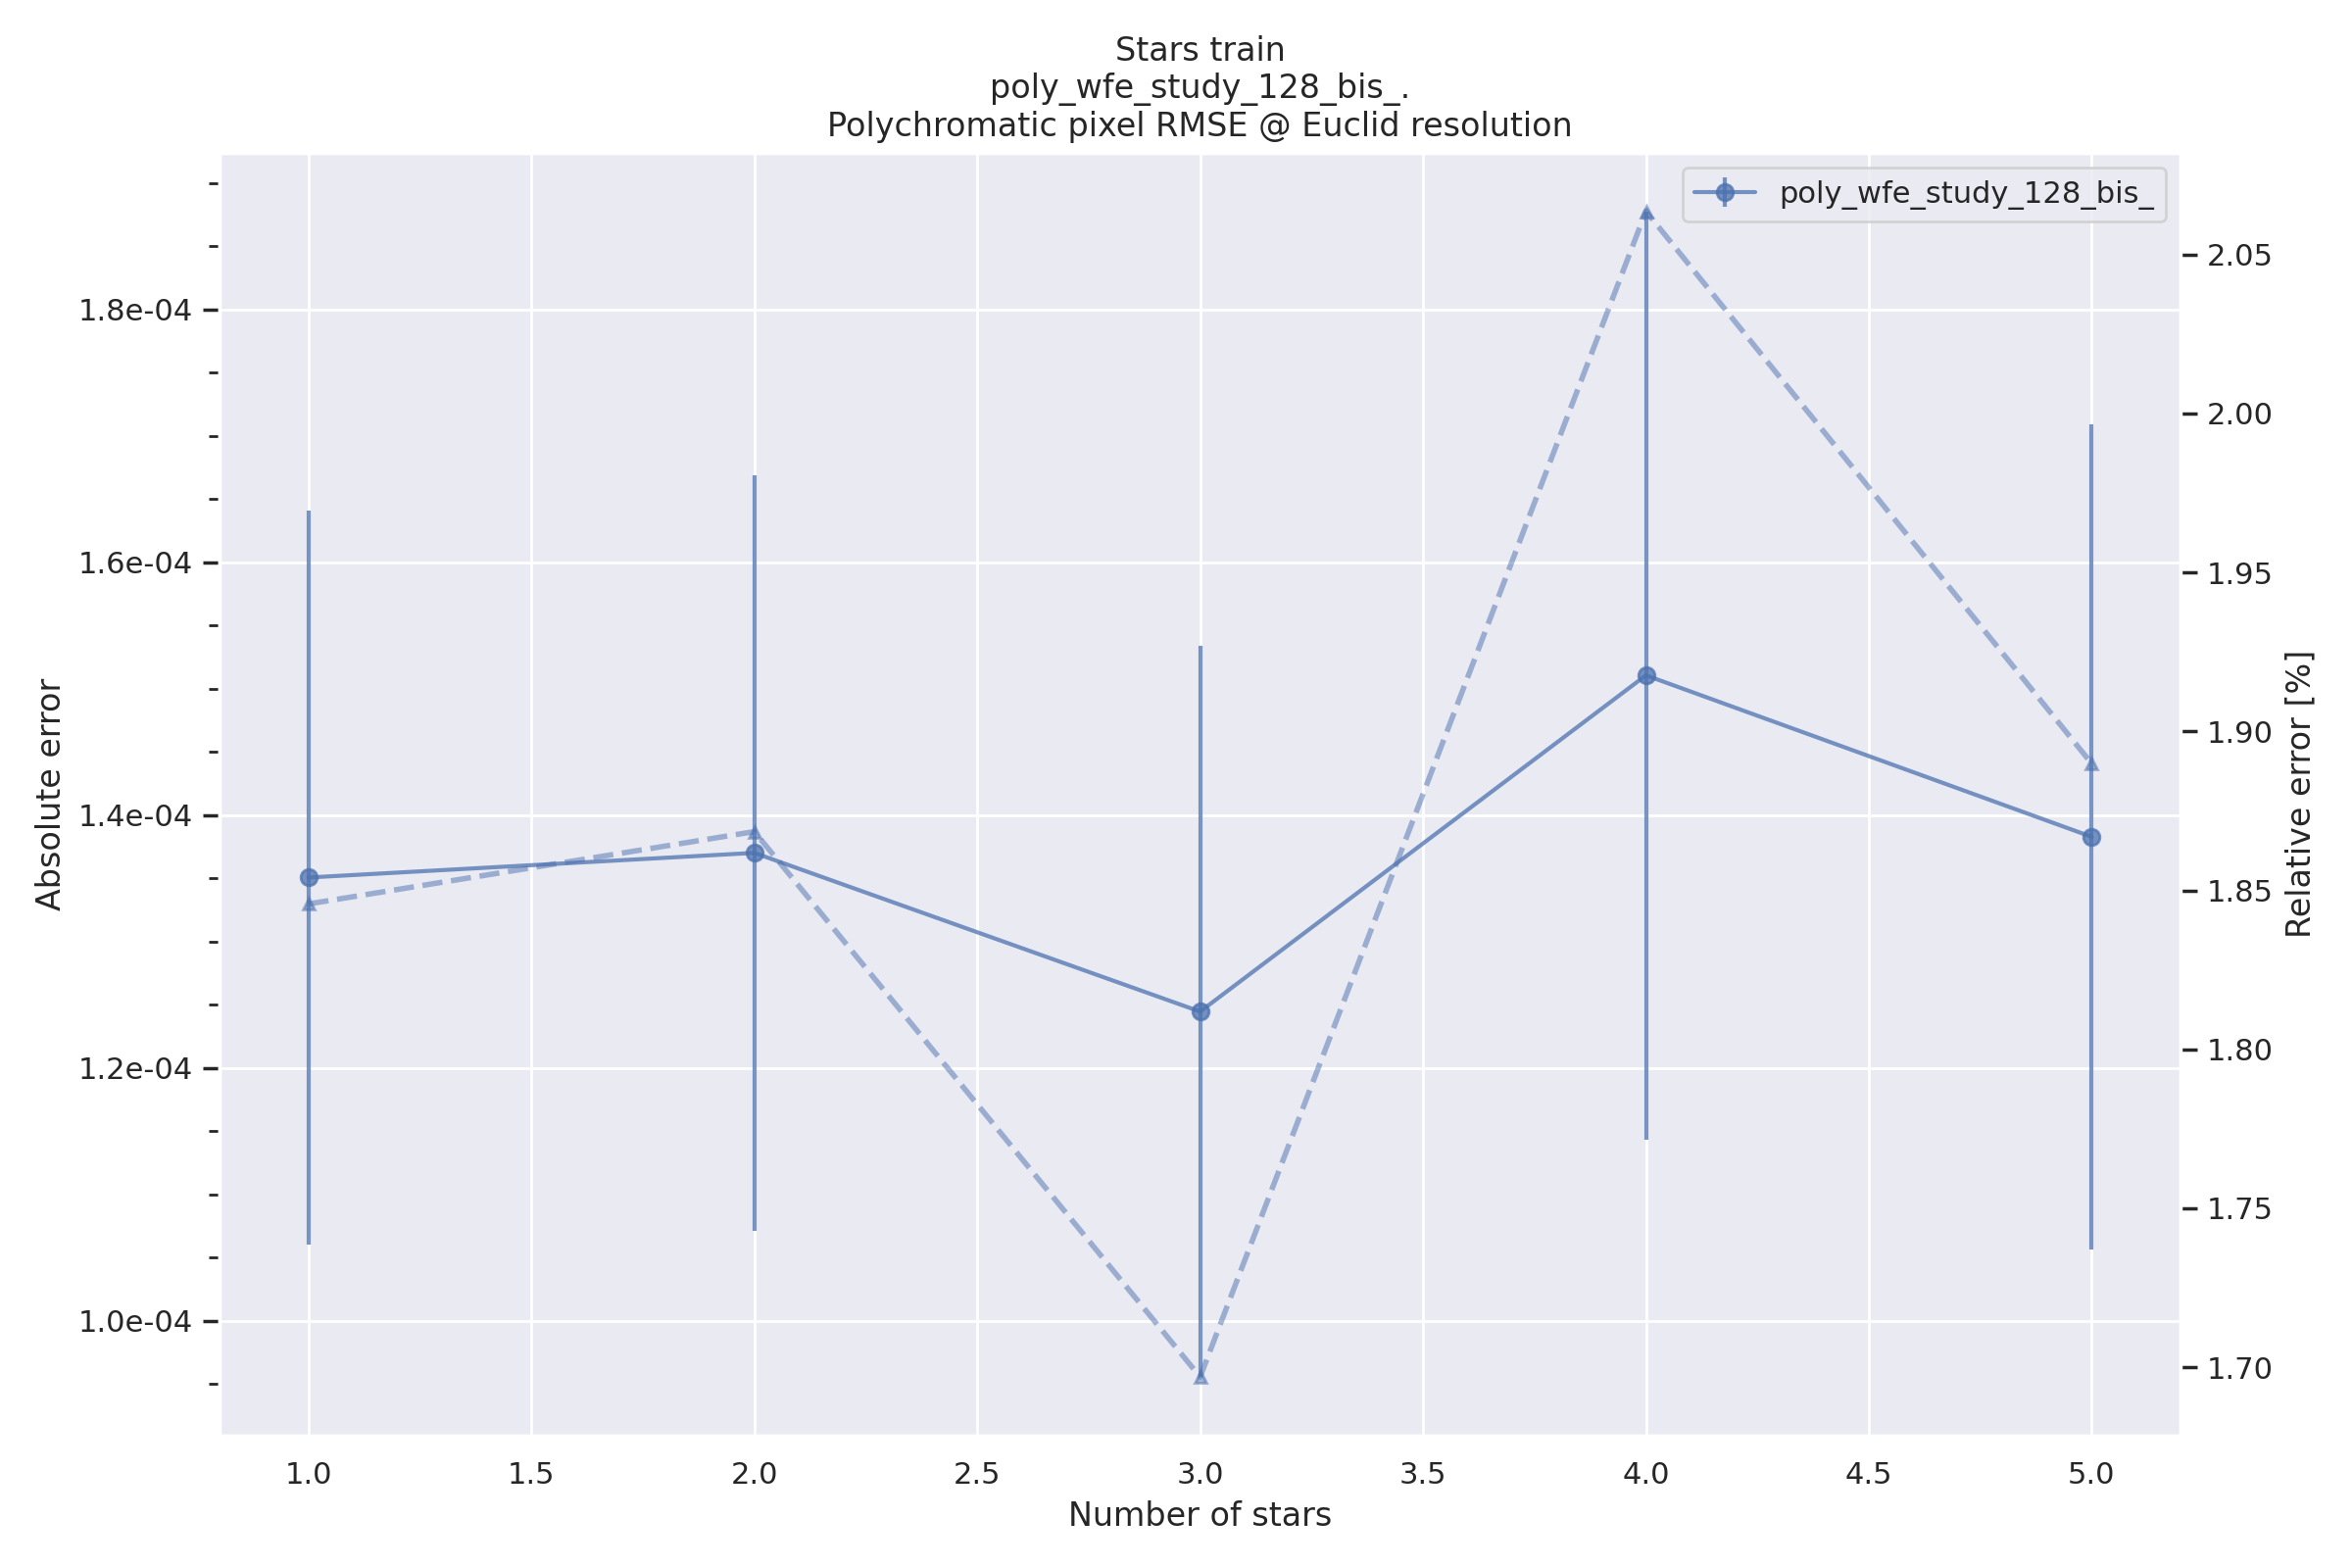 Stars train
poly_wfe_study_128_bis_.
Polychromatic pixel RMSE @ Euclid resolution
poly_wfe_study_128_bis_
Absolute error
1.8e-04
1.6e-04
1.4e-04
1.2e-04
1.0e-04
Relative error [%]
2.05
2.00
1.95
1.90
1.85
1.80
1.75
1.70
1.0 1.5 2.0 2.5 3.0 3.5 4.0 4.5 5.0
Number of stars